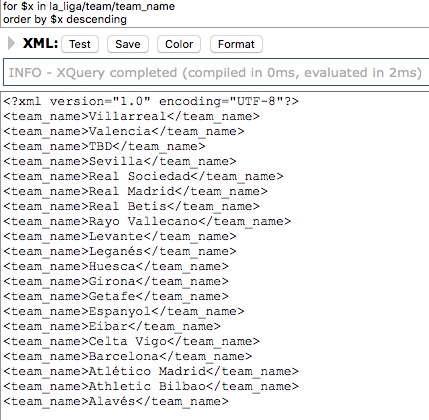 for $x in la_liga/team/team_name
order by $x descending
XML: Test Save Color Format
INFO - XQuery completed (compiled in 0ms, evaluated in 2ms)
<?xml version="1.0" encoding="UTF-8"?>
<team_name>Villarreal</team_name>
<team_name>Valencia</team_name>
<team_name>TBD</team_name>
<team_name>Sevilla</team_name>
<team_name>Real Sociedad</team_name>
<team_name>Real Madrid</team_name>
<team_name>Real Betis</team_name>
<team_name>Rayo Vallecano</team_name>
<team_name>Levante</team_name>
<team_name>Leganés</team_name>
<team_name>Huesca</team_name>
<team_name>Girona</team_name>
<team_name>Getafe</team_name>
<team_name>Espanyol</team_name>
<team_name>Eibar</team_name>
<team_name>Celta Vigo</team_name>
<team_name>Barcelona</team_name>
<team_name>Atlético Madrid</team_name>
<team_name>Athletic Bilbao</team_name>
<team_name>Alavés</team_name>